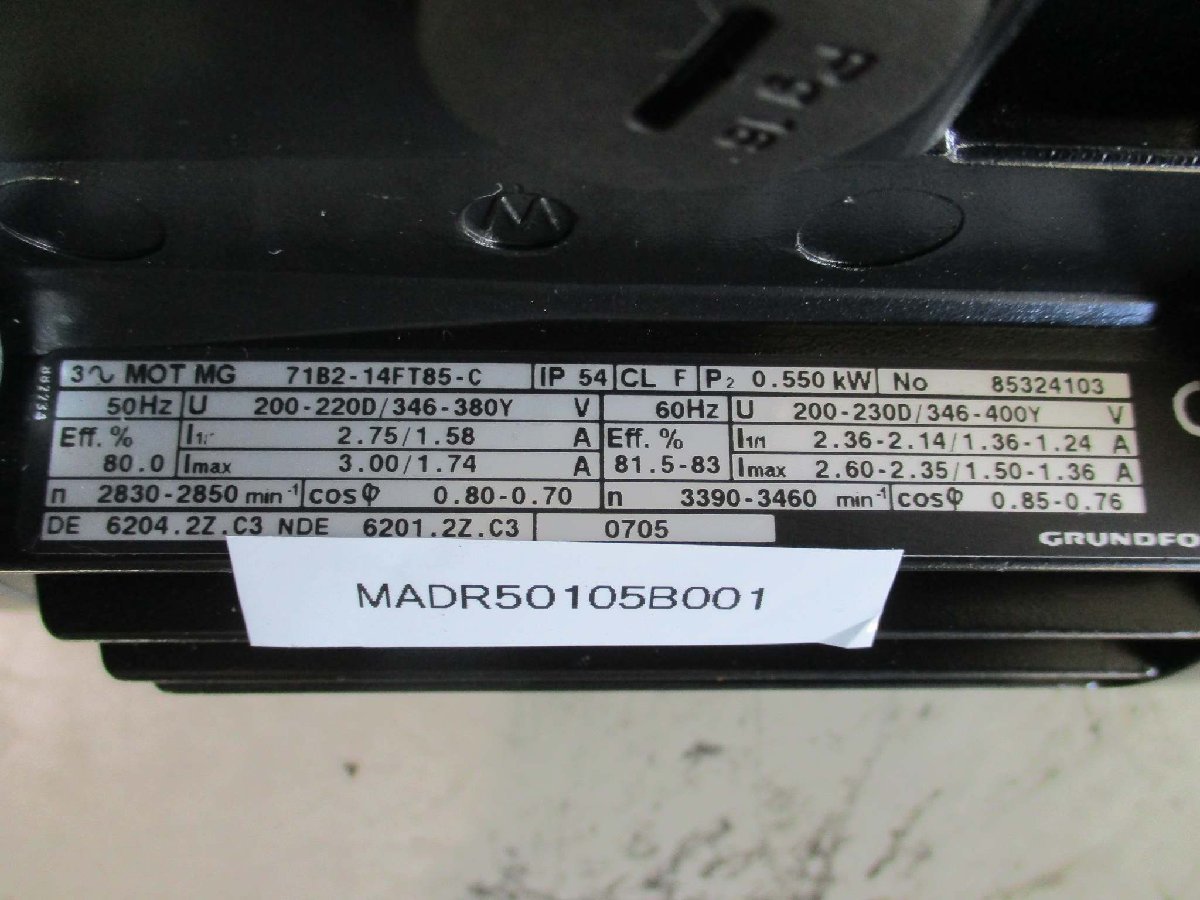 Pg 16
M
3∿ MOT MG 71B2-14FT85-C IP 54 CL F P2 0.550 kW No 85324103
50Hz U 200-220D/346-380Y V 60Hz U 200-230D/346-400Y V
Eff. % I1/1 2.75/1.58 A Eff. % I1/1 2.36-2.14/1.36-1.24 A
80.0 Imax 3.00/1.74 A 81.5-83 Imax 2.60-2.35/1.50-1.36 A
n 2830-2850 min-1 cosφ 0.80-0.70 n 3390-3460 min-1 cosφ 0.85-0.76
DE 6204.2Z.C3 NDE 6201.2Z.C3 0705
GRUNDFO
MADR50105B001